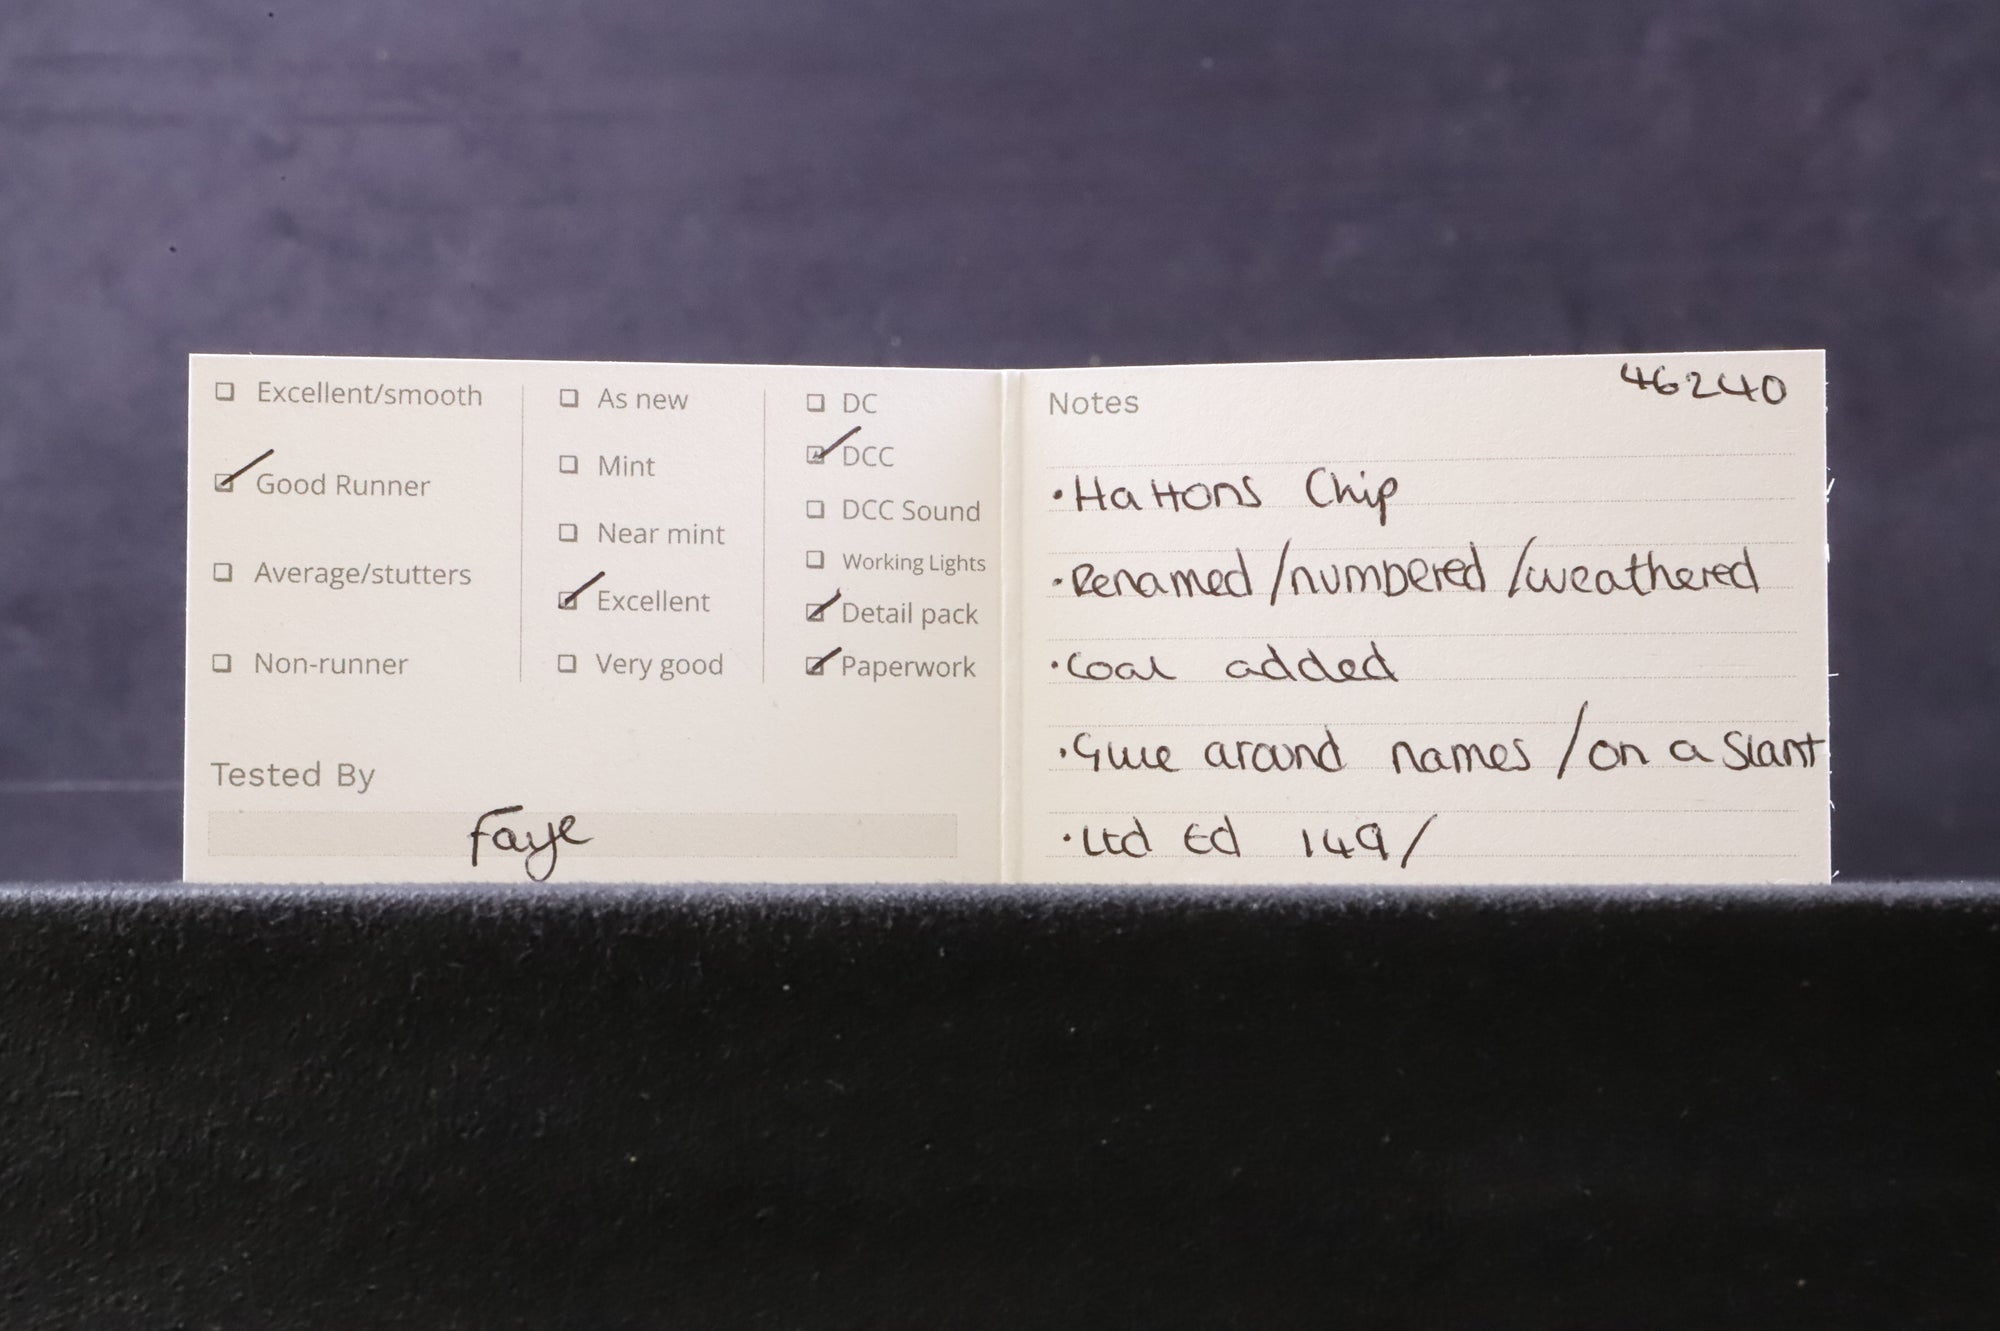 Excellent/smooth
Good Runner
Average/stutters
Non-runner
As new
Mint
Near mint
Excellent
Very good
DC
DCC
DCC Sound
Working Lights
Detail pack
Paperwork
Tested By
Faye
46240
Notes
• Hattons Chip
• Renamed/numbered/weathered
• Coal added
• Glue around names/on a slant
• Ltd Ed 149/